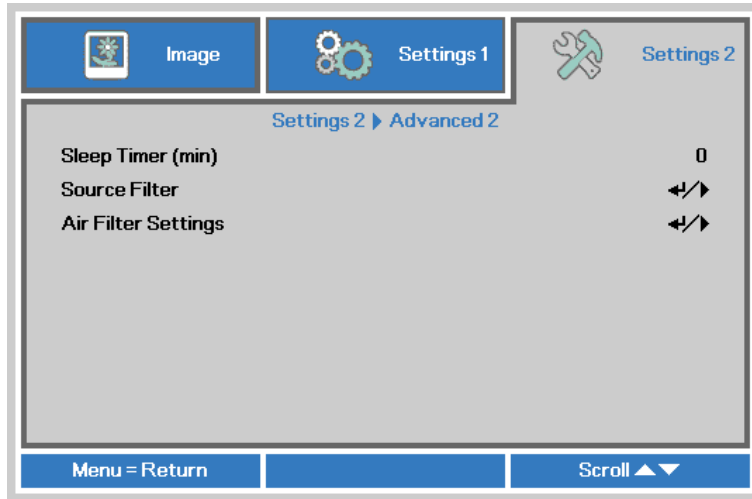 Image
Settings 1
Settings 2
Settings 2 ▶ Advanced 2
Sleep Timer (min) 0
Source Filter ↵/▶
Air Filter Settings ↵/▶
Menu = Return
Scroll ▲▼